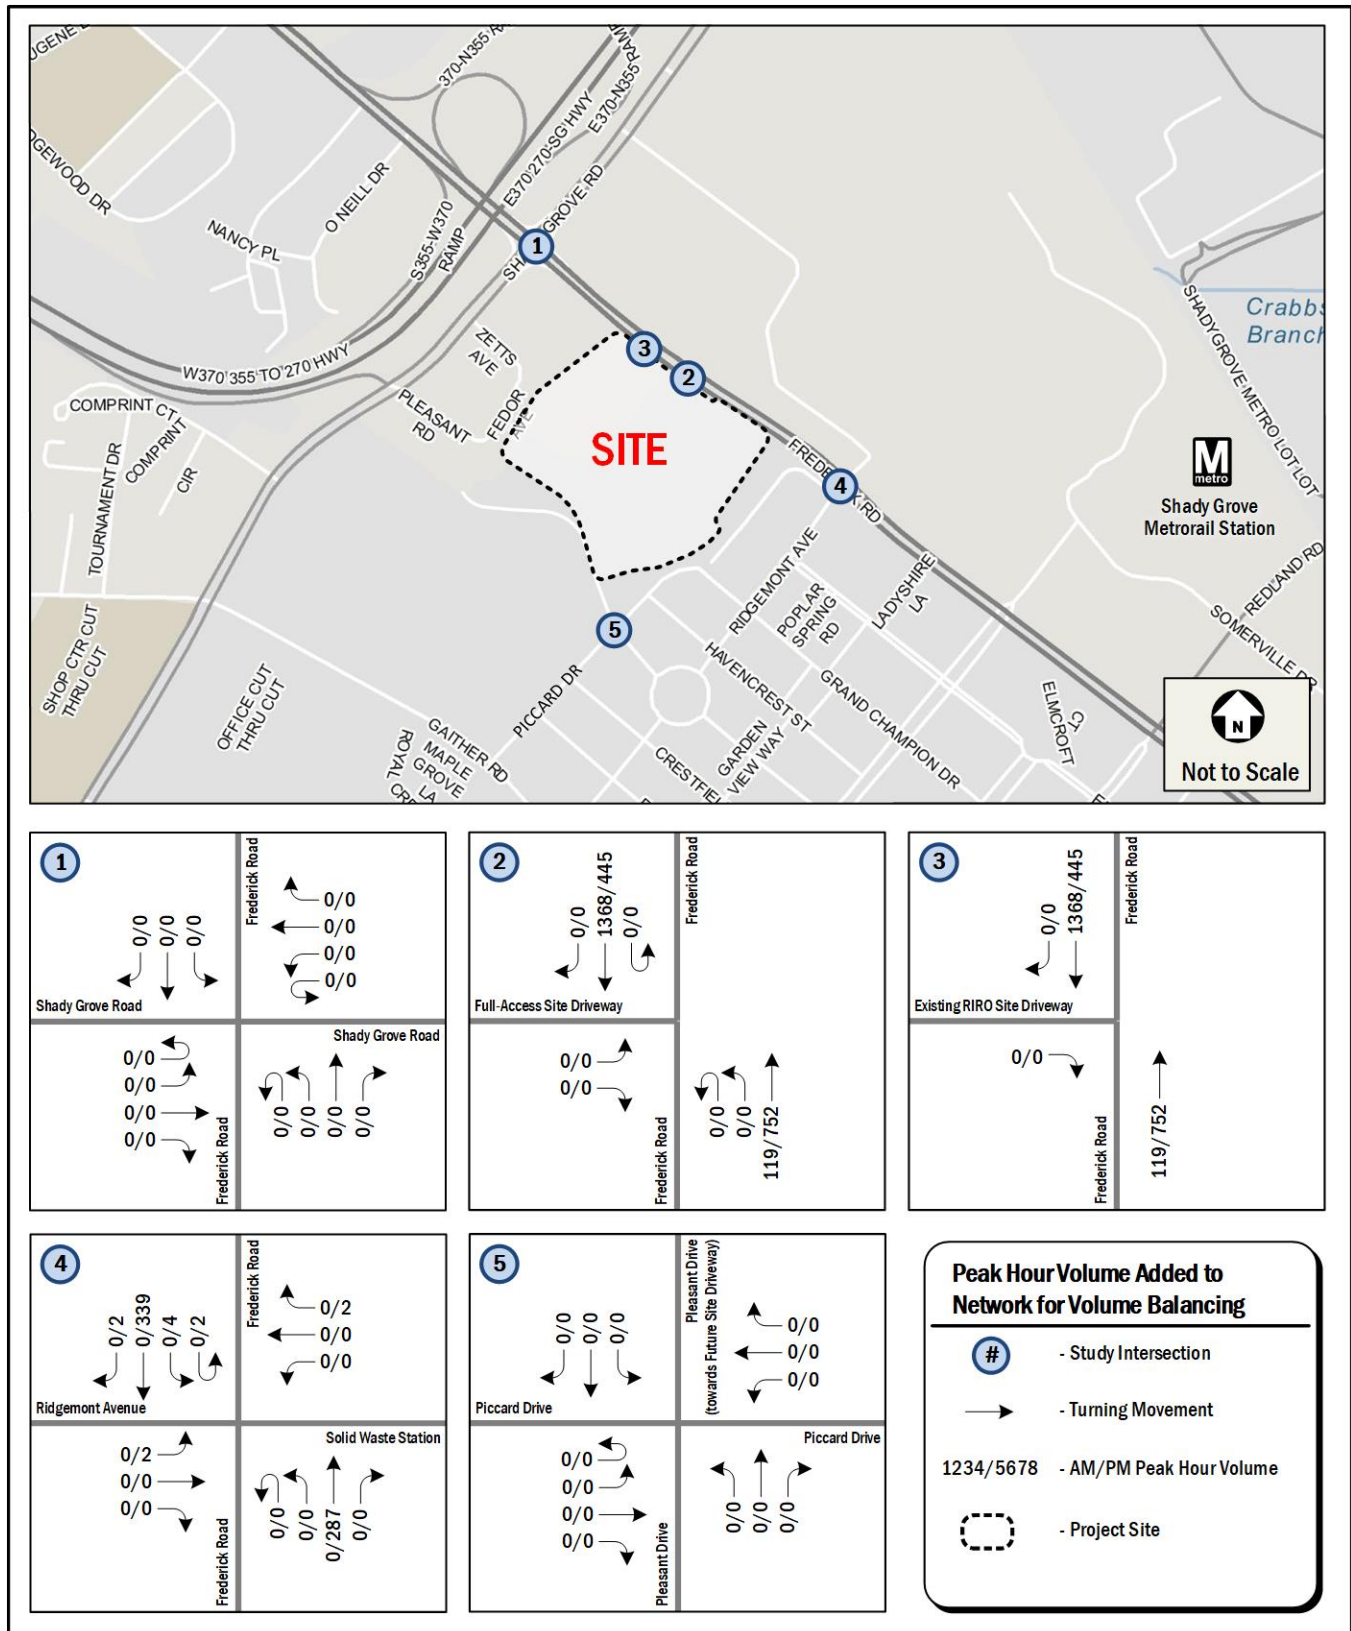 EUGENE
DGEWOOD DR
NANCY PL
O NEILL DR
370-N355 RA
S355-W370
RAMP
E370 270-SG HWY
E370-N355
RAMP
SHA
GROVE RD
1
W370 355 TO 270 HWY
ZETTS
AVE
FEDOR
AVE
PLEASANT
RD
3
2
SITE
FREDE
K RD
4
COMPRINT CT
COMPRINT
CIR
TOURNAMENT DR
SHOP CTR CUT
THRU CUT
OFFICE CUT
THRU CUT
5
PICCARD DR
GAITHER RD
MAPLE
GROVE
LA
ROYAL
CRE
RIDGEMONT AVE
POPLAR
SPRING
RD
LADYSHIRE
LA
HAVENCREST ST
GRAND CHAMPION DR
GARDEN
VIEW WAY
CRESTFIE
ELMCROFT
CT
Crabbs
Branch
SHADYGROVE METRO LOT LOT
M
metro
Shady Grove
Metrorail Station
REDLAND RD
SOMERVILLE DR
N
Not to Scale
1
Frederick Road
0/0
0/0
0/0
0/0
0/0
0/0
0/0
Shady Grove Road
Shady Grove Road
0/0
0/0
0/0
0/0
Frederick Road
0/0
0/0
0/0
0/0
2
Frederick Road
0/0
1368/445
0/0
Full-Access Site Driveway
0/0
0/0
Frederick Road
0/0
0/0
119/752
3
Frederick Road
0/0
1368/445
Existing RIRO Site Driveway
0/0
Frederick Road
119/752
4
Frederick Road
0/2
0/339
0/4
0/2
0/2
0/0
0/0
Ridgemont Avenue
Solid Waste Station
0/2
0/0
0/0
Frederick Road
0/0
0/0
0/287
0/0
5
Pleasant Drive
(towards Future Site Driveway)
0/0
0/0
0/0
0/0
0/0
0/0
Piccard Drive
Piccard Drive
0/0
0/0
0/0
0/0
Pleasant Drive
0/0
0/0
0/0
Peak Hour Volume Added to
Network for Volume Balancing
# - Study Intersection
- Turning Movement
1234/5678 - AM/PM Peak Hour Volume
- Project Site